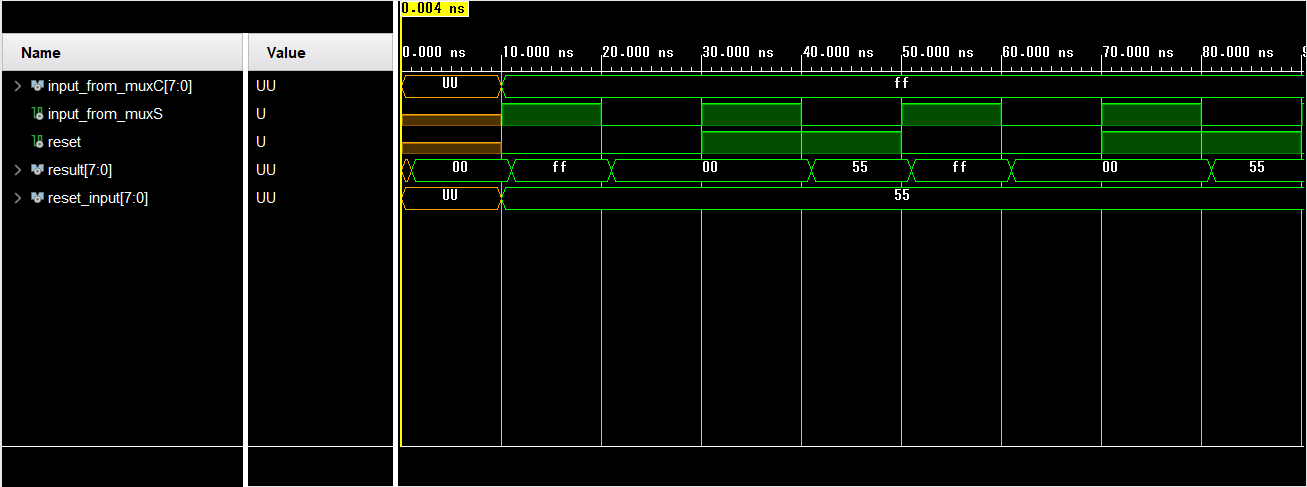 0.004 ns
Name Value
0.000 ns 10.000 ns 20.000 ns 30.000 ns 40.000 ns 50.000 ns 60.000 ns 70.000 ns 80.000 ns
input_from_muxC[7:0] UU UU ff
input_from_muxS U
reset U
result[7:0] UU 00 ff 00 55 ff 00 55
reset_input[7:0] UU UU 55